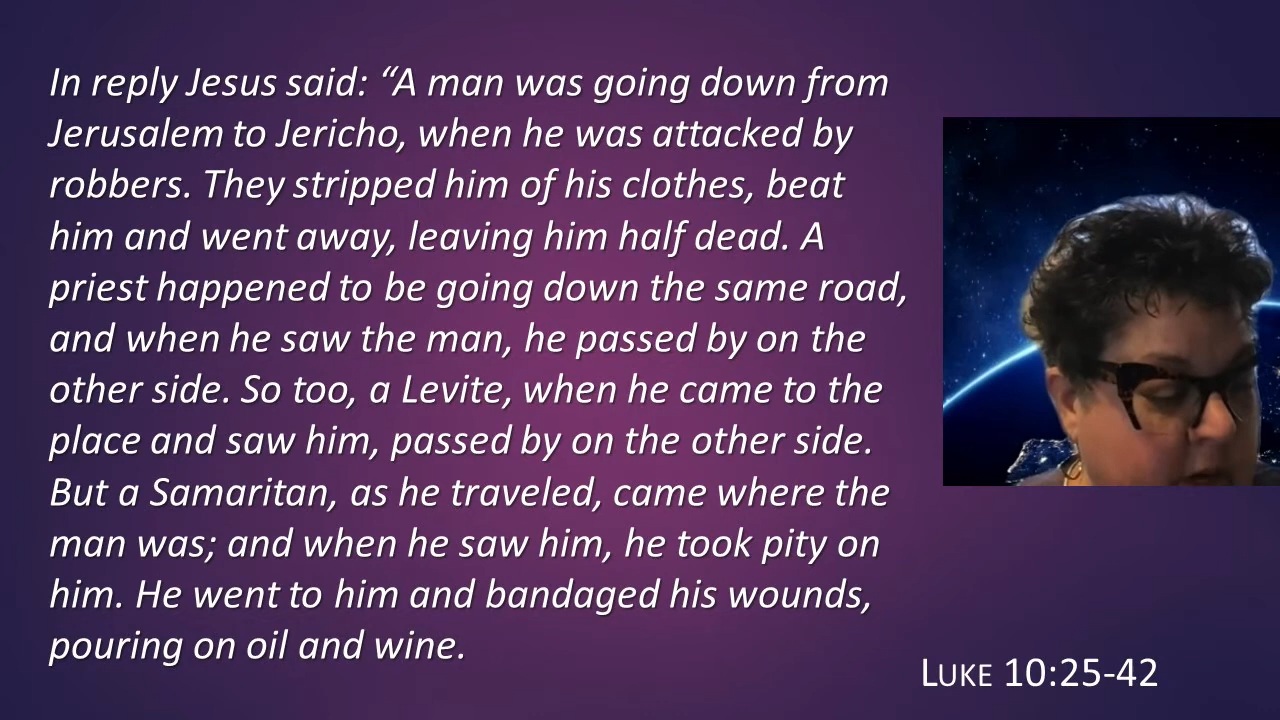 In reply Jesus said: “A man was going down from
Jerusalem to Jericho, when he was attacked by
robbers. They stripped him of his clothes, beat
him and went away, leaving him half dead. A
priest happened to be going down the same road,
and when he saw the man, he passed by on the
other side. So too, a Levite, when he came to the
place and saw him, passed by on the other side.
But a Samaritan, as he traveled, came where the
man was; and when he saw him, he took pity on
him. He went to him and bandaged his wounds,
pouring on oil and wine.
Luke 10:25-42